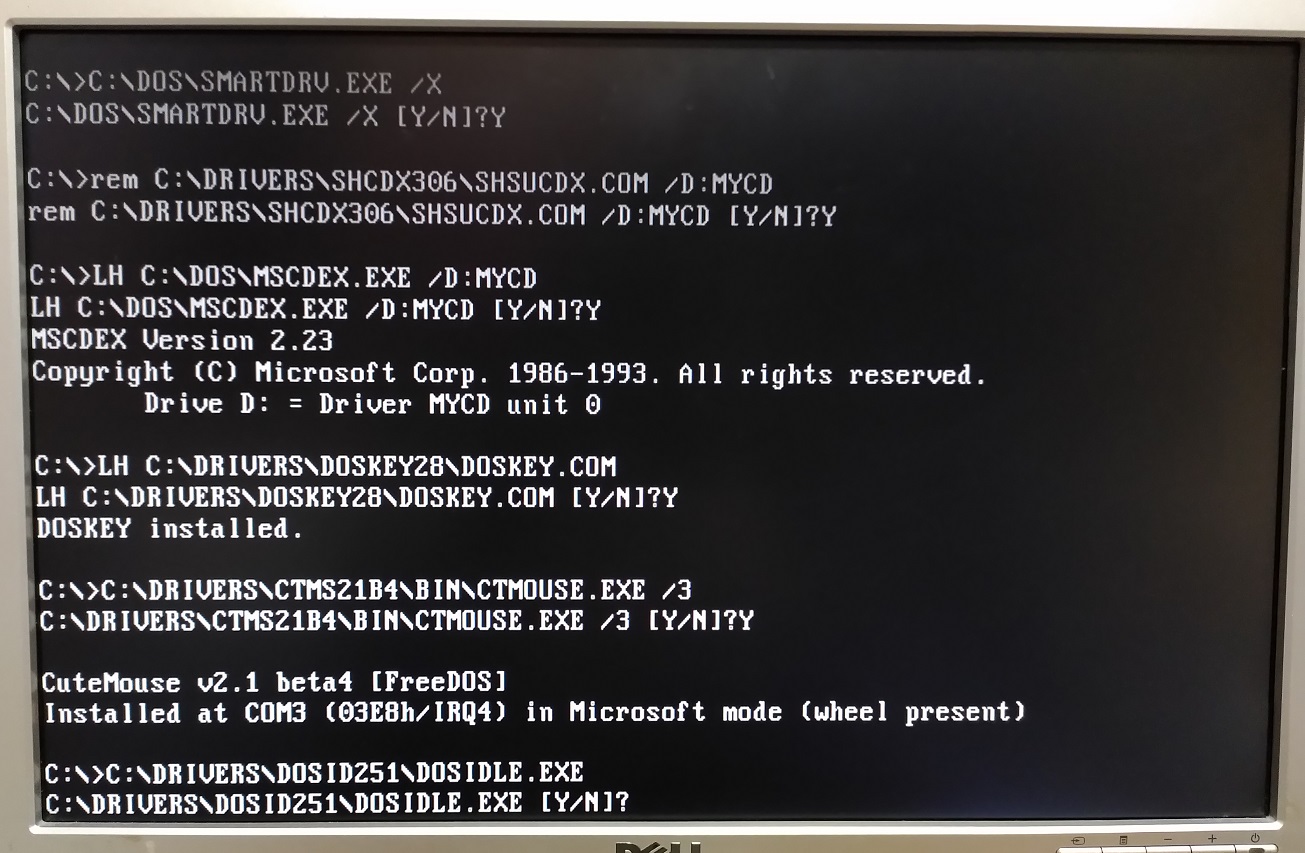 C:\>C:\DOS\SMARTDRV.EXE /X
C:\DOS\SMARTDRV.EXE /X [Y/N]?Y
C:\>rem C:\DRIVERS\SHCDX306\SHSUCDX.COM /D:MYCD
rem C:\DRIVERS\SHCDX306\SHSUCDX.COM /D:MYCD [Y/N]?Y
C:\>LH C:\DOS\MSCDEX.EXE /D:MYCD
LH C:\DOS\MSCDEX.EXE /D:MYCD [Y/N]?Y
MSCDEX Version 2.23
Copyright (C) Microsoft Corp. 1986-1993. All rights reserved.
Drive D: = Driver MYCD unit 0
C:\>LH C:\DRIVERS\DOSKEY28\DOSKEY.COM
LH C:\DRIVERS\DOSKEY28\DOSKEY.COM [Y/N]?Y
DOSKEY installed.
C:\>C:\DRIVERS\CTMS21B4\BIN\CTMOUSE.EXE /3
C:\DRIVERS\CTMS21B4\BIN\CTMOUSE.EXE /3 [Y/N]?Y
CuteMouse v2.1 beta4 [FreeDOS]
Installed at COM3 (03E8h/IRQ4) in Microsoft mode (wheel present)
C:\>C:\DRIVERS\DOSID251\DOSIDLE.EXE
C:\DRIVERS\DOSID251\DOSIDLE.EXE [Y/N]?
DELL